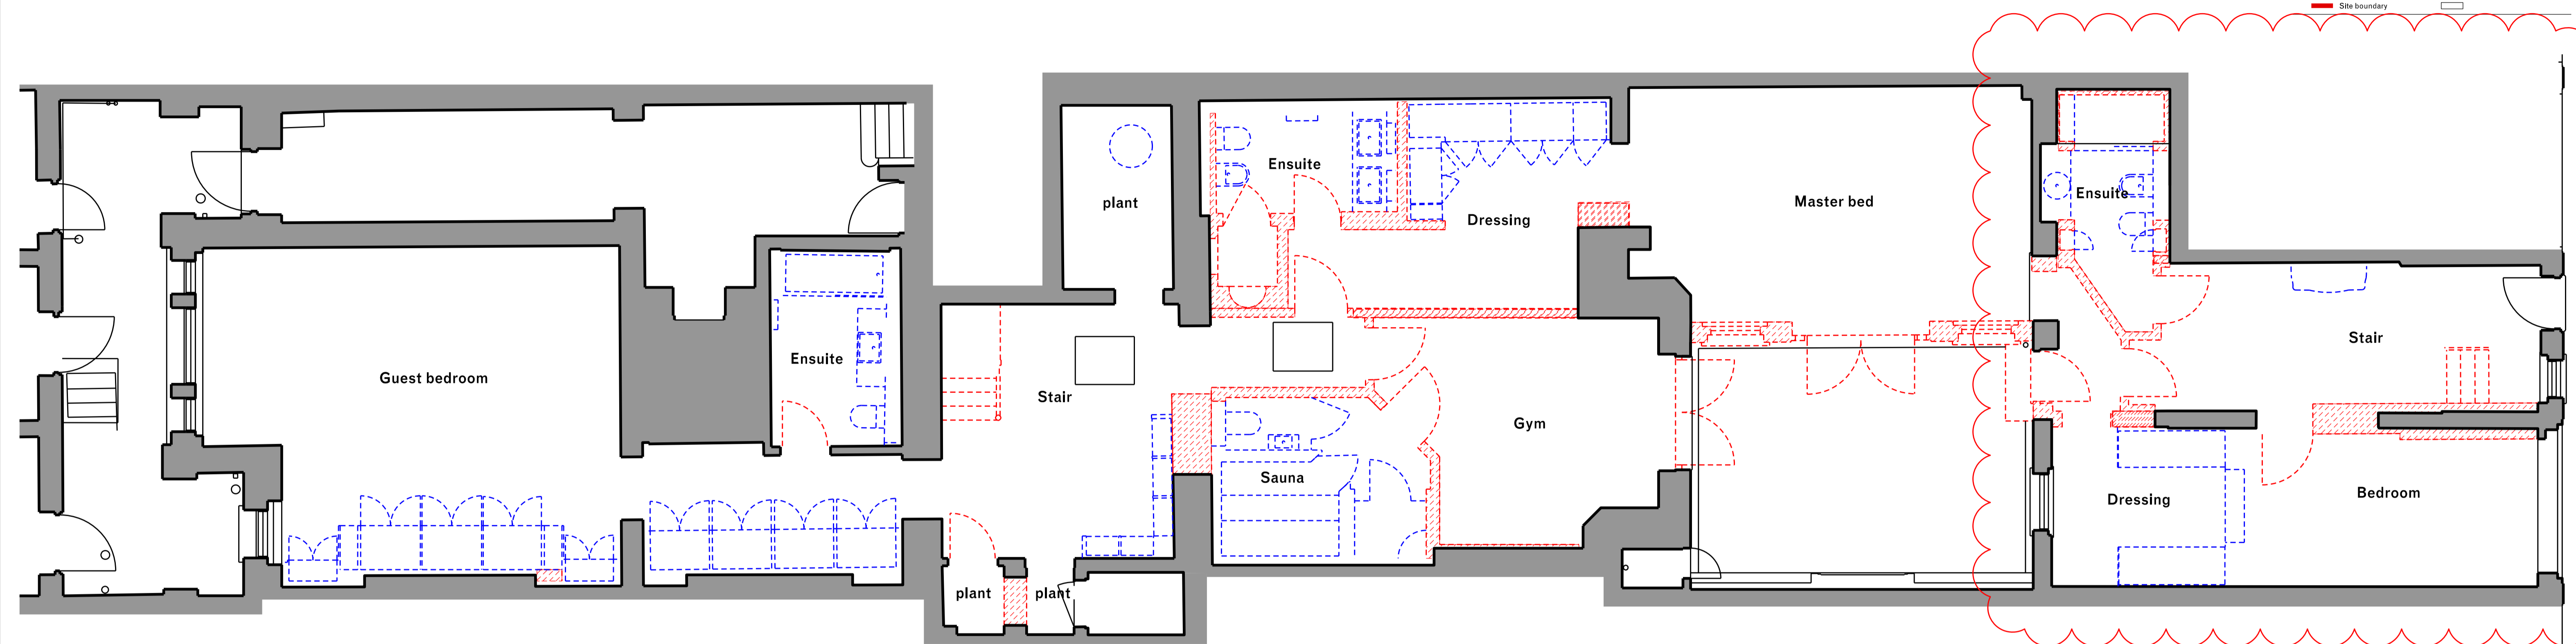 Site boundary
Ensuite
plant
Dressing
Master bed
Ensuite
Guest bedroom
Ensuite
Stair
Gym
Stair
Sauna
Dressing
Bedroom
plant
plant